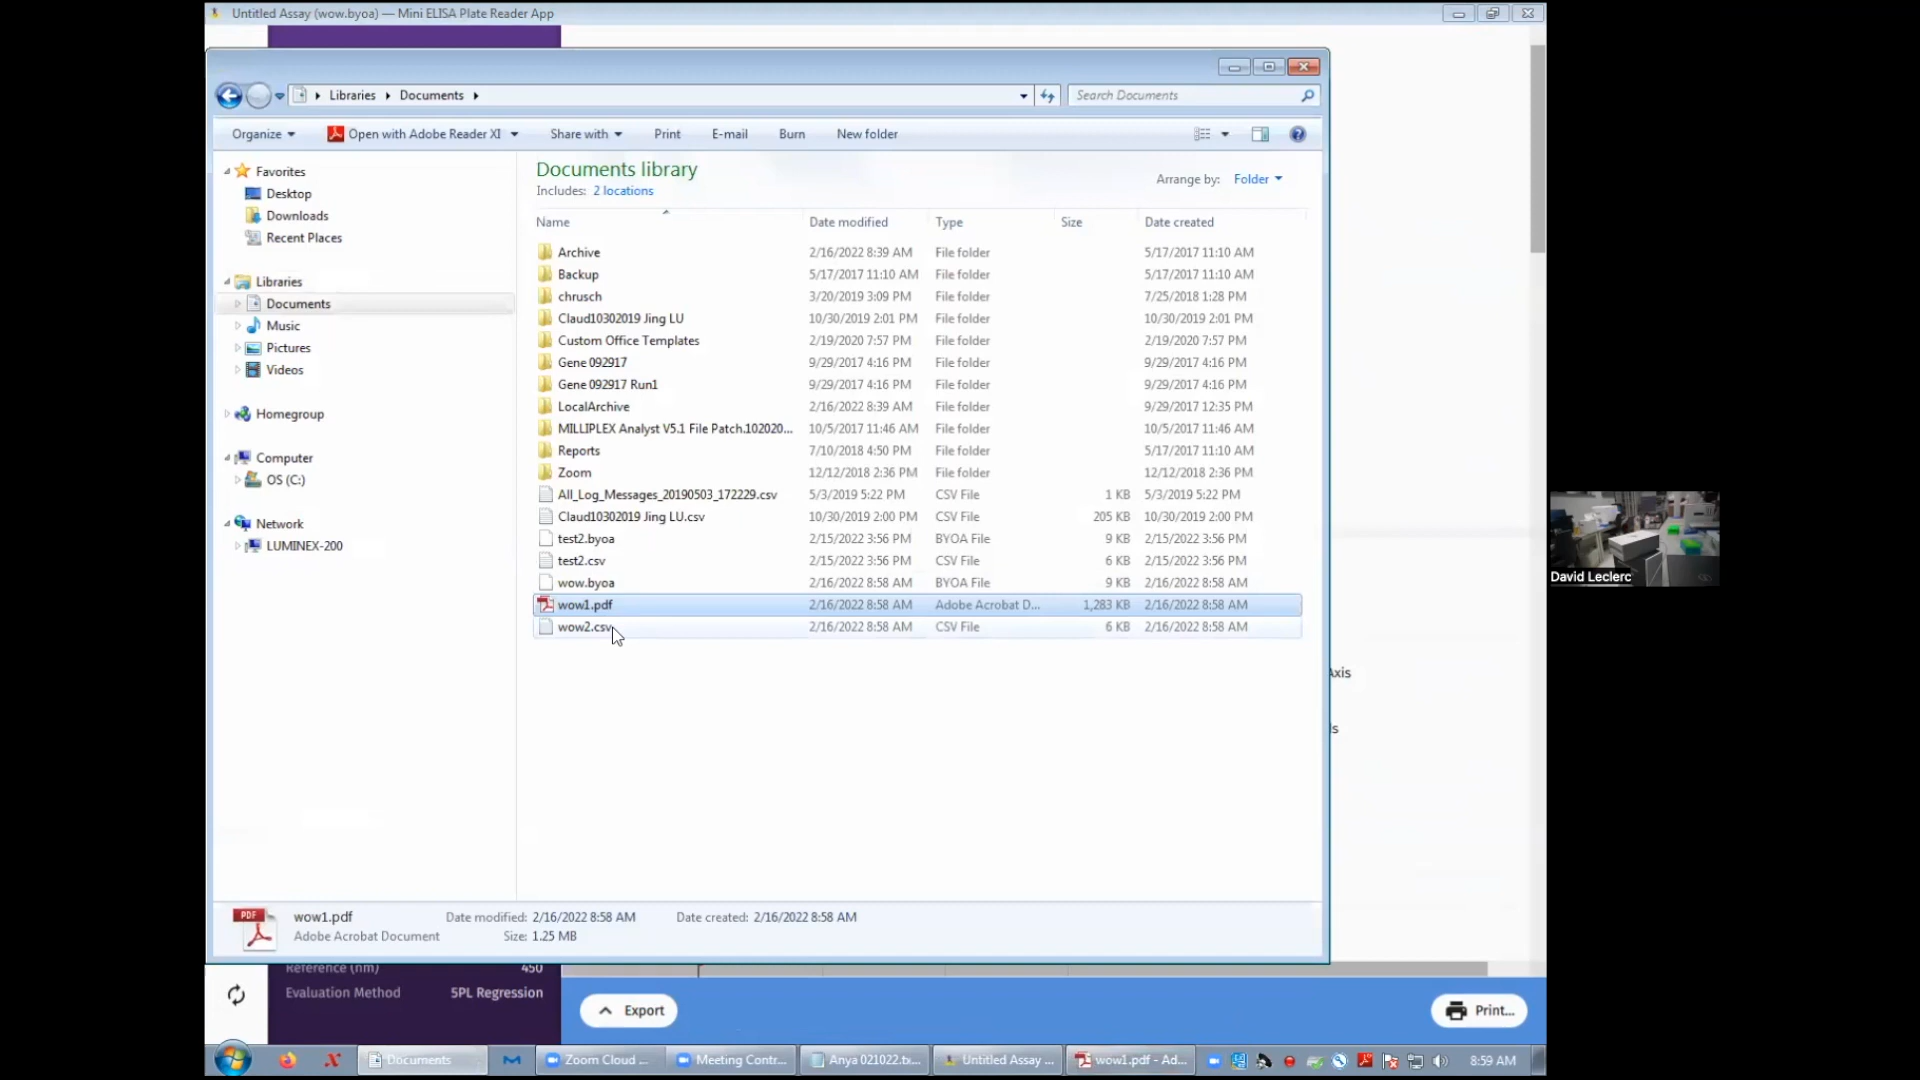 Untitled Assay (wow.byoa) — Mini ELISA Plate Reader App
Libraries Documents
Search Documents
Organize Open with Adobe Reader XI Share with Print E-mail Burn New folder
Favorites
Desktop
Downloads
Recent Places
Libraries
Documents
Music
Pictures
Videos
Homegroup
Computer
OS (C:)
Network
LUMINEX-200
Documents library
Includes: 2 locations
Arrange by: Folder
Name Date modified Type Size Date created
Archive 2/16/2022 8:39 AM File folder 5/17/2017 11:10 AM
Backup 5/17/2017 11:10 AM File folder 5/17/2017 11:10 AM
chrusch 3/20/2019 3:09 PM File folder 7/25/2018 1:28 PM
Claud10302019 Jing LU 10/30/2019 2:01 PM File folder 10/30/2019 2:01 PM
Custom Office Templates 2/19/2020 7:57 PM File folder 2/19/2020 7:57 PM
Gene 092917 9/29/2017 4:16 PM File folder 9/29/2017 4:16 PM
Gene 092917 Run1 9/29/2017 4:16 PM File folder 9/29/2017 4:16 PM
LocalArchive 2/16/2022 8:39 AM File folder 9/29/2017 12:35 PM
MILLIPLEX Analyst V5.1 File Patch.102020... 10/5/2017 11:46 AM File folder 10/5/2017 11:46 AM
Reports 7/10/2018 4:50 PM File folder 5/17/2017 11:10 AM
Zoom 12/12/2018 2:36 PM File folder 12/12/2018 2:36 PM
All_Log_Messages_20190503_172229.csv 5/3/2019 5:22 PM CSV File 1 KB 5/3/2019 5:22 PM
Claud10302019 Jing LU.csv 10/30/2019 2:00 PM CSV File 205 KB 10/30/2019 2:00 PM
test2.byoa 2/15/2022 3:56 PM BYOA File 9 KB 2/15/2022 3:56 PM
test2.csv 2/15/2022 3:56 PM CSV File 6 KB 2/15/2022 3:56 PM
wow.byoa 2/16/2022 8:58 AM BYOA File 9 KB 2/16/2022 8:58 AM
wow1.pdf 2/16/2022 8:58 AM Adobe Acrobat D... 1,283 KB 2/16/2022 8:58 AM
wow2.csv 2/16/2022 8:58 AM CSV File 6 KB 2/16/2022 8:58 AM
David Leclerc
Axis
ls
wow1.pdf Date modified: 2/16/2022 8:58 AM Date created: 2/16/2022 8:58 AM
Adobe Acrobat Document Size: 1.25 MB
Reference (nm) 450
Evaluation Method 5PL Regression
Export
Print...
Documents Zoom Cloud ... Meeting Contr... Anya 021022.tx... Untitled Assay ... wow1.pdf - Ad... 8:59 AM